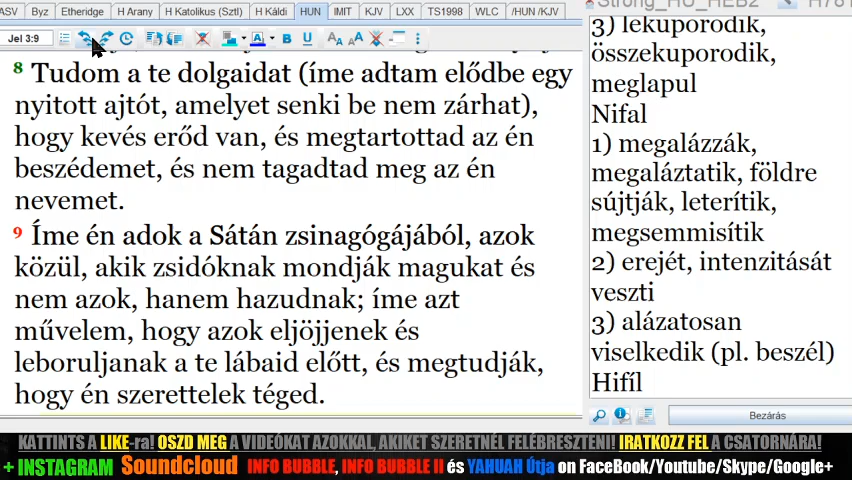 ASV Byz Etheridge H Arany H Katolikus (SztI) H Káldi HUN IMIT KJV LXX TS1998 WLC /HUN /KJV
Jel 3:9
8 Tudom a te dolgaidat (íme adtam elődbe egy
nyitott ajtót, amelyet senki be nem zárhat),
hogy kevés erőd van, és megtartottad az én
beszédemet, és nem tagadtad meg az én
nevemet.
9 Íme én adok a Sátán zsinagógájából, azok
közül, akik zsidóknak mondják magukat és
nem azok, hanem hazudnak; íme azt
művelem, hogy azok eljöjjenek és
leboruljanak a te lábaid előtt, és megtudják,
hogy én szerettelek téged.
Strong_HU_HEB2
3) lekuporodik,
összekuporodik,
meglapul
Nifal
1) megalázzák,
megaláztatik, földre
sújtják, leterítik,
megsemmisítik
2) erejét, intenzitását
veszti
3) alázatosan
viselkedik (pl. beszél)
Hifíl
Bezárás
KATTINTS A LIKE-ra! OSZD MEG A VIDEÓKAT AZOKKAL, AKIKET SZERETNÉL FELÉBRESZTENI! IRATKOZZ FEL A CSATORNÁRA!
+ INSTAGRAM Soundcloud INFO BUBBLE, INFO BUBBLE II és YAHUAH Útja on FaceBook/Youtube/Skype/Google+